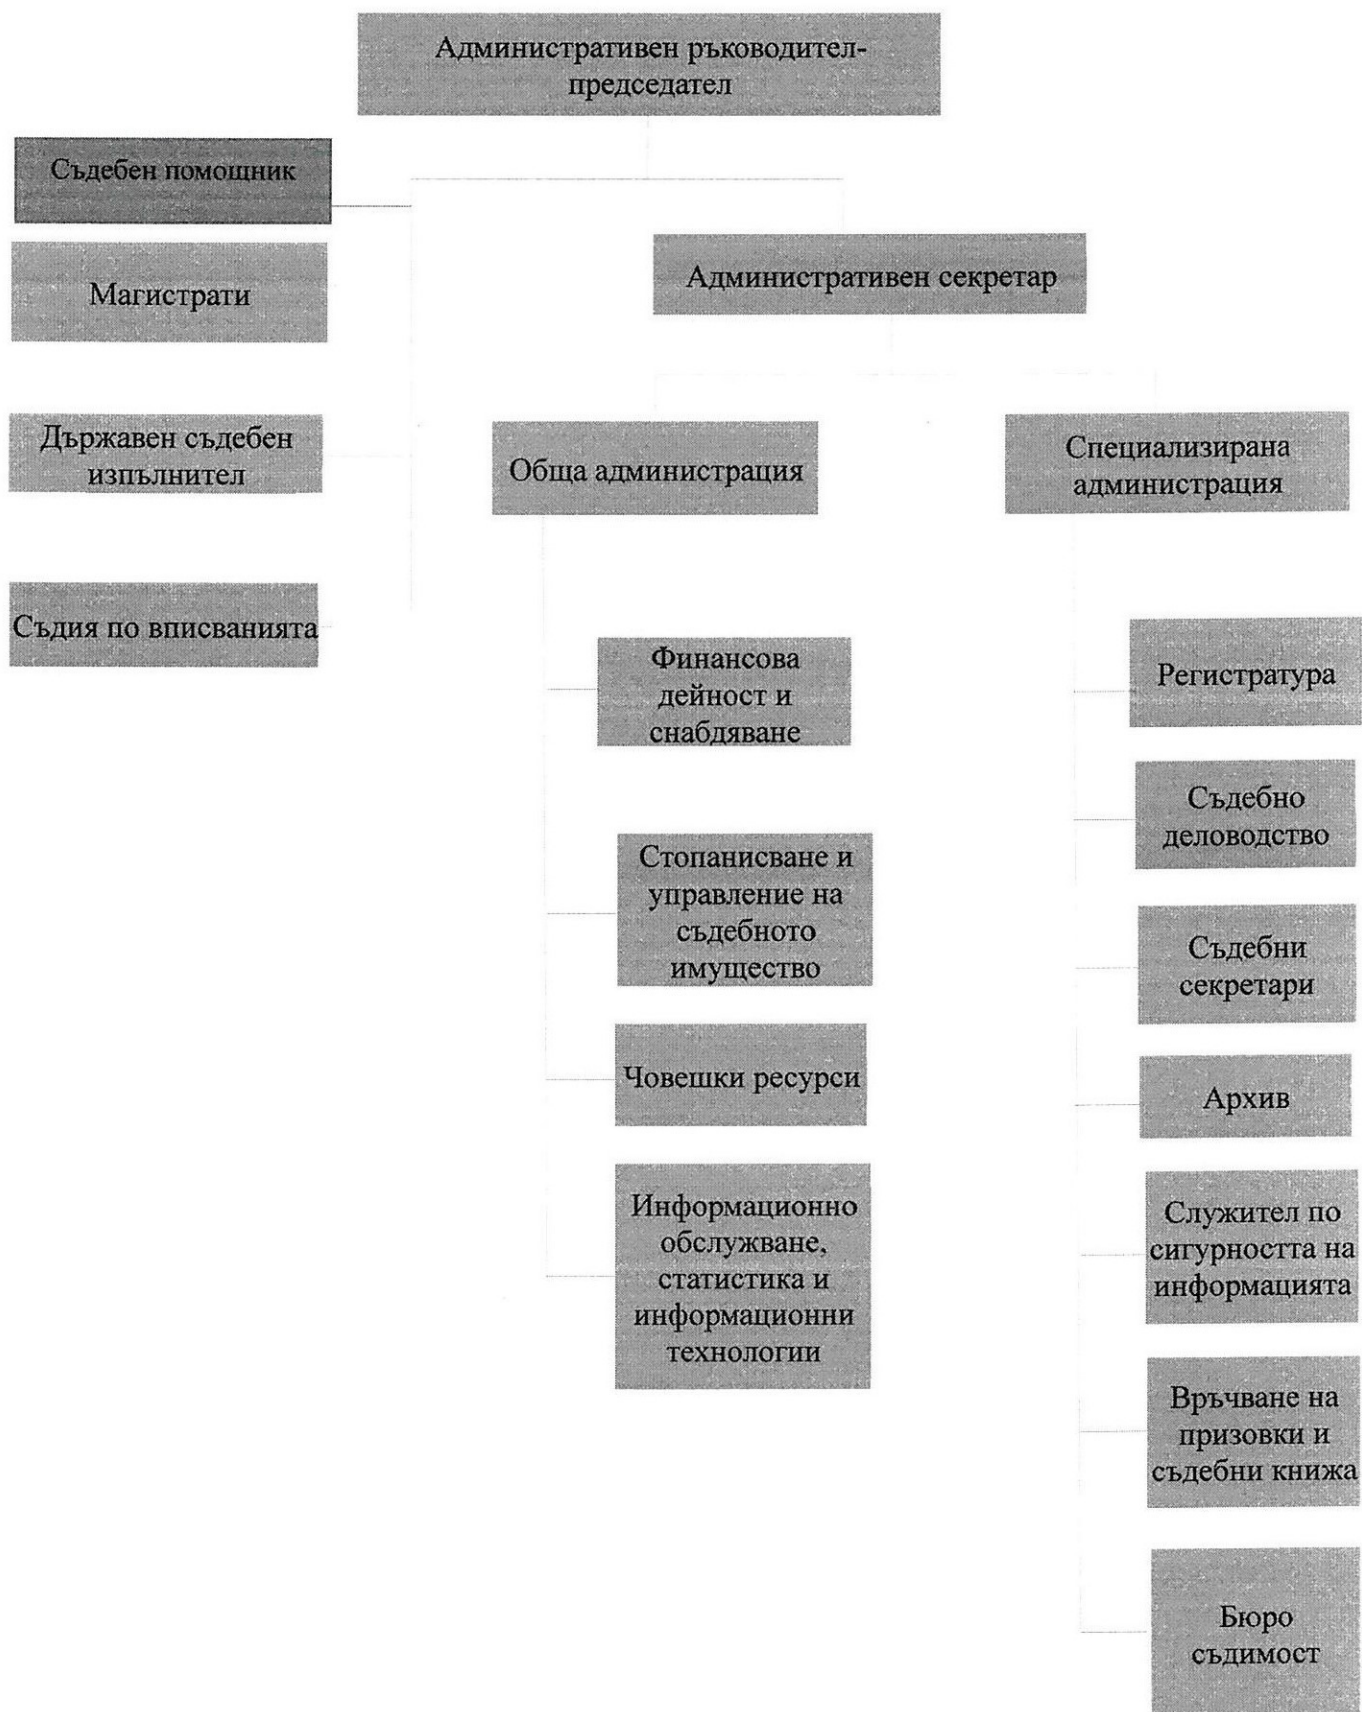 Административен ръководител-
председател
Съдебен помощник
Магистрати
Административен секретар
Държавен съдебен
изпълнител
Обща администрация
Специализирана
администрация
Съдия по вписванията
Финансова
дейност и
снабдяване
Стопанисване и
управление на
съдебното
имущество
Човешки ресурси
Информационно
обслужване,
статистика и
информационни
технологии
Регистратура
Съдебно
деловодство
Съдебни
секретари
Архив
Служител по
сигурността на
информацията
Връчване на
призовки и
съдебни книжа
Бюро
съдимост